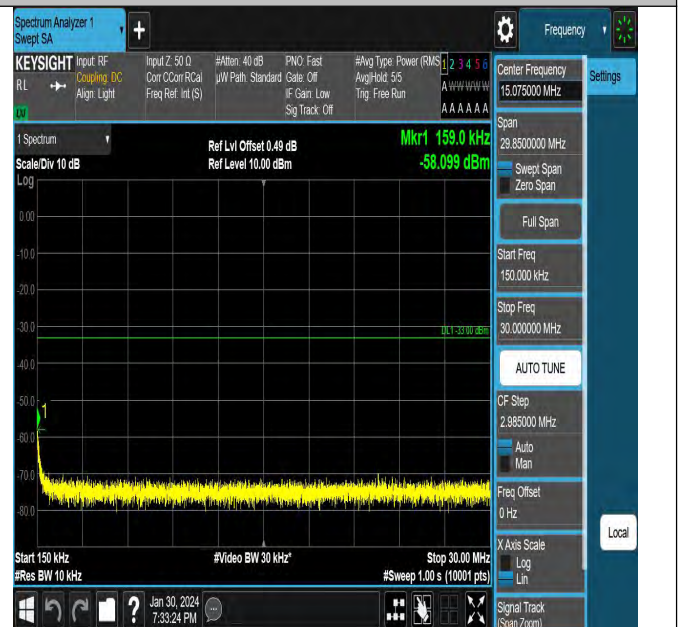 Spectrum Analyzer 1
Swept SA
+
Frequency
KEYSIGHT
RL
Input: RF
Coupling: DC
Align: Light
Input Z: 50 Ω
Corr CCorr RCal
Freq Ref: Int (S)
#Atten: 40 dB
µW Path: Standard
PNO: Fast
Gate: Off
IF Gain: Low
Sig Track: Off
#Avg Type: Power (RMS
Avg|Hold: 5/5
Trig: Free Run
1 2 3 4 5 6
A W W W W W
A A A A A A
1 Spectrum
Scale/Div 10 dB
Log
Ref Lvl Offset 0.49 dB
Ref Level 10.00 dBm
Mkr1 159.0 kHz
-58.099 dBm
0.00
-10.0
-20.0
-30.0
DL1 -33.00 dBm
-40.0
-50.0
1
-60.0
-70.0
-80.0
Start 150 kHz
#Res BW 10 kHz
#Video BW 30 kHz*
Stop 30.00 MHz
#Sweep 1.00 s (10001 pts)
?
Jan 30, 2024
7:33:24 PM
Center Frequency
15.075000 MHz
Settings
Span
29.8500000 MHz
Swept Span
Zero Span
Full Span
Start Freq
150.000 kHz
Stop Freq
30.000000 MHz
AUTO TUNE
CF Step
2.985000 MHz
Auto
Man
Freq Offset
0 Hz
Local
X Axis Scale
Log
Lin
Signal Track
(Span Zoom)